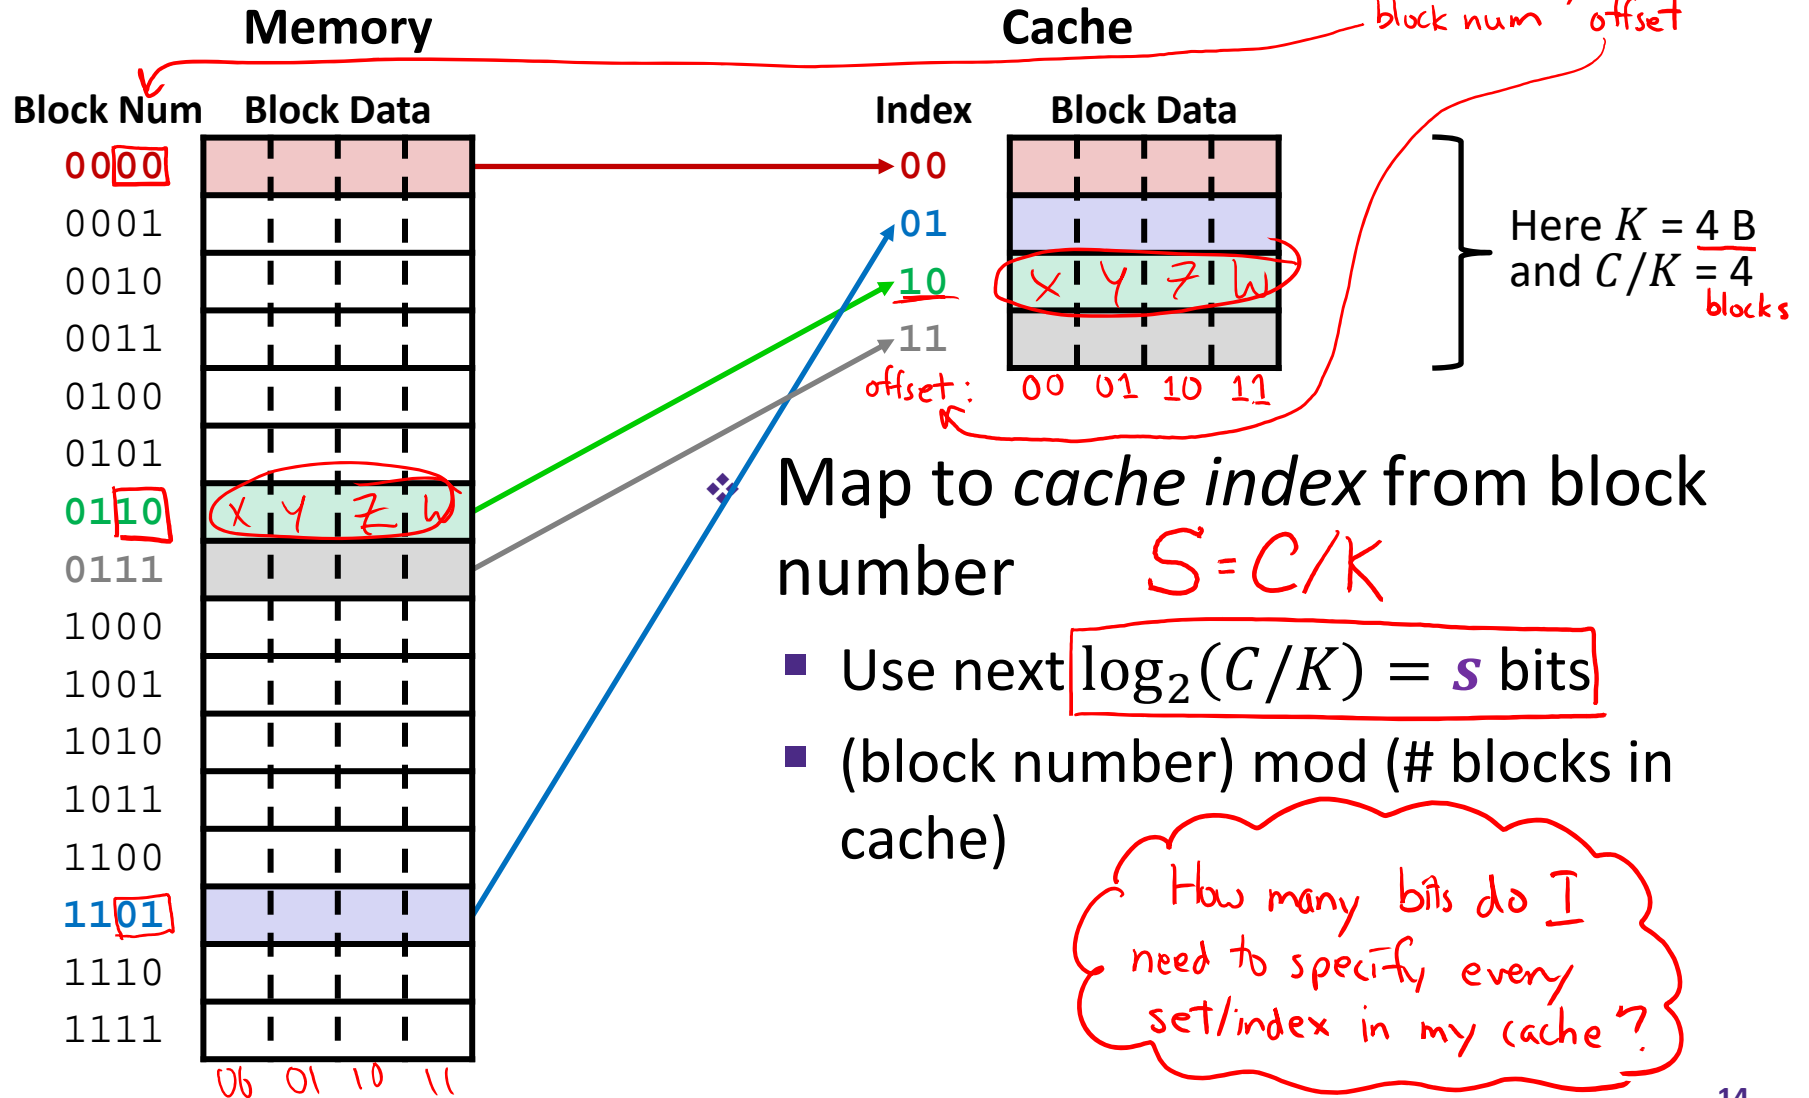 block num , offset
Memory
Cache
Block Num Block Data
Index Block Data
0000
0001
0010
0011
0100
0101
0110 X Y Z W
0111
1000
1001
1010
1011
1100
1101
1110
1111
00 01 10 11
00
01
10 X Y Z W
11
offset: 00 01 10 11
Here K = 4 B
and C/K = 4
blocks
❖ Map to cache index from block
number S = C/K
▪ Use next log₂(C/K) = s bits
▪ (block number) mod (# blocks in
cache)
How many bits do I
need to specify every
set/index in my cache?
14